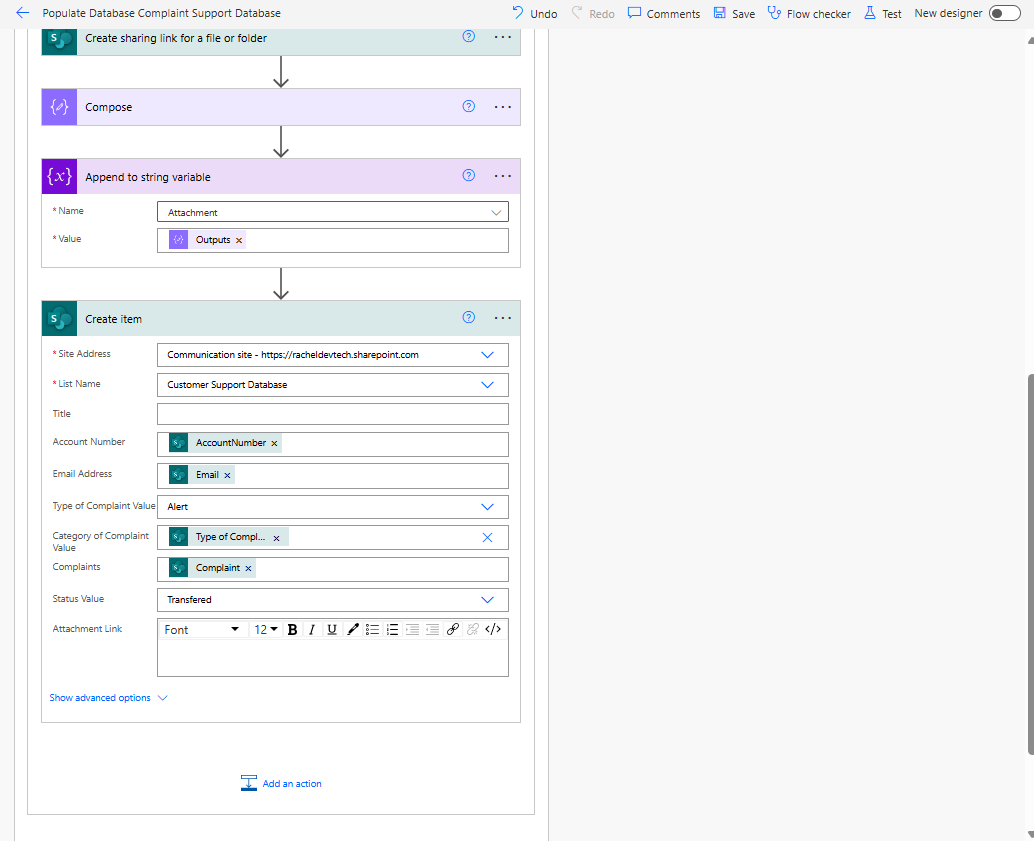 Populate Database Complaint Support Database
Undo Redo Comments Save Flow checker Test New designer
S Create sharing link for a file or folder ? ...
Compose ? ...
{x} Append to string variable ? ...
* Name Attachment
* Value Outputs x
S Create item ? ...
* Site Address Communication site - https://racheldevtech.sharepoint.com
* List Name Customer Support Database
Title
Account Number AccountNumber x
Email Address Email x
Type of Complaint Value Alert
Category of Complaint Value Type of Compl... x
Complaints Complaint x
Status Value Transfered
Attachment Link Font 12 B I U </>
Show advanced options
Add an action